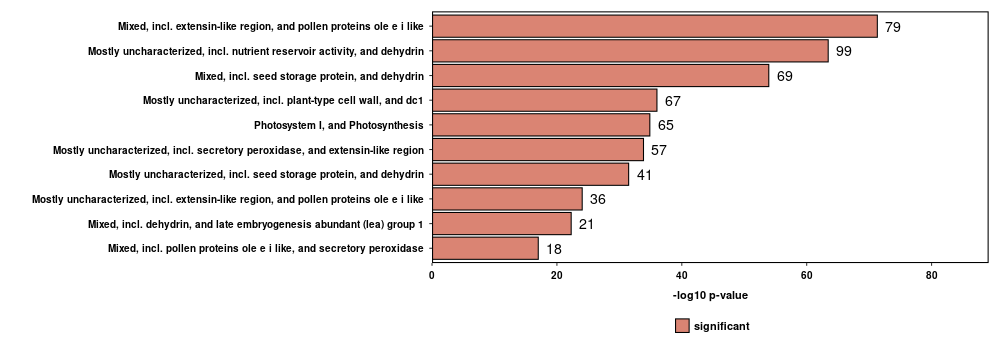 Mixed, incl. extensin-like region, and pollen proteins ole e i like 79
Mostly uncharacterized, incl. nutrient reservoir activity, and dehydrin 99
Mixed, incl. seed storage protein, and dehydrin 69
Mostly uncharacterized, incl. plant-type cell wall, and dc1 67
Photosystem I, and Photosynthesis 65
Mostly uncharacterized, incl. secretory peroxidase, and extensin-like region 57
Mostly uncharacterized, incl. seed storage protein, and dehydrin 41
Mostly uncharacterized, incl. extensin-like region, and pollen proteins ole e i like 36
Mixed, incl. dehydrin, and late embryogenesis abundant (lea) group 1 21
Mixed, incl. pollen proteins ole e i like, and secretory peroxidase 18
0 20 40 60 80
-log10 p-value
significant